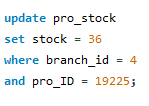 update pro_stock
set stock = 36
where branch_id = 4
and pro_ID = 19225;